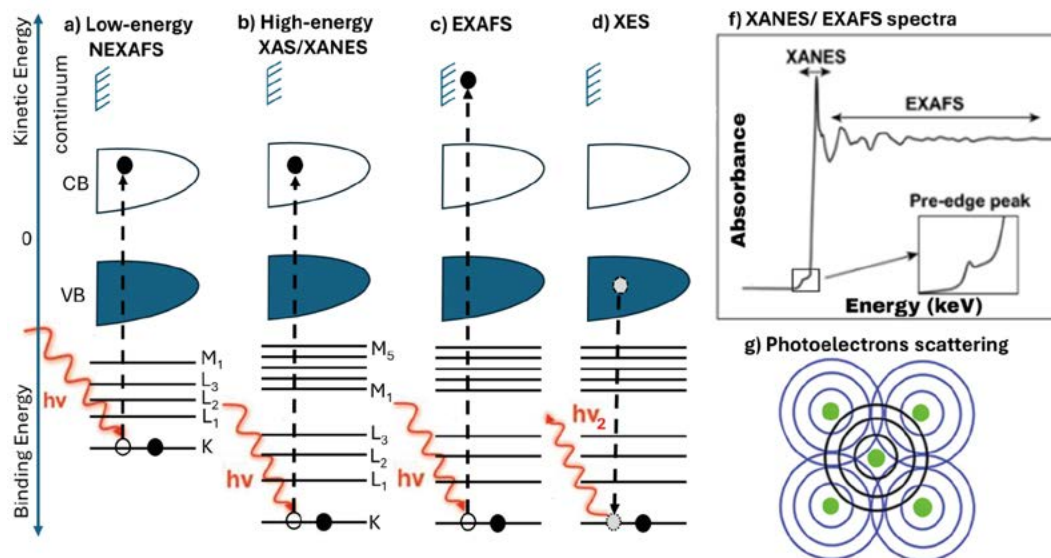 a) Low-energy
NEXAFS
b) High-energy
XAS/XANES
c) EXAFS
d) XES
f) XANES/ EXAFS spectra
Kinetic Energy
0
Binding Energy
continuum
CB
VB
M1
L3
L2
L1
K
hv
M5
M1
L3
L2
L1
K
hv
hv
hv2
XANES
EXAFS
Pre-edge peak
Absorbance
Energy (keV)
g) Photoelectrons scattering